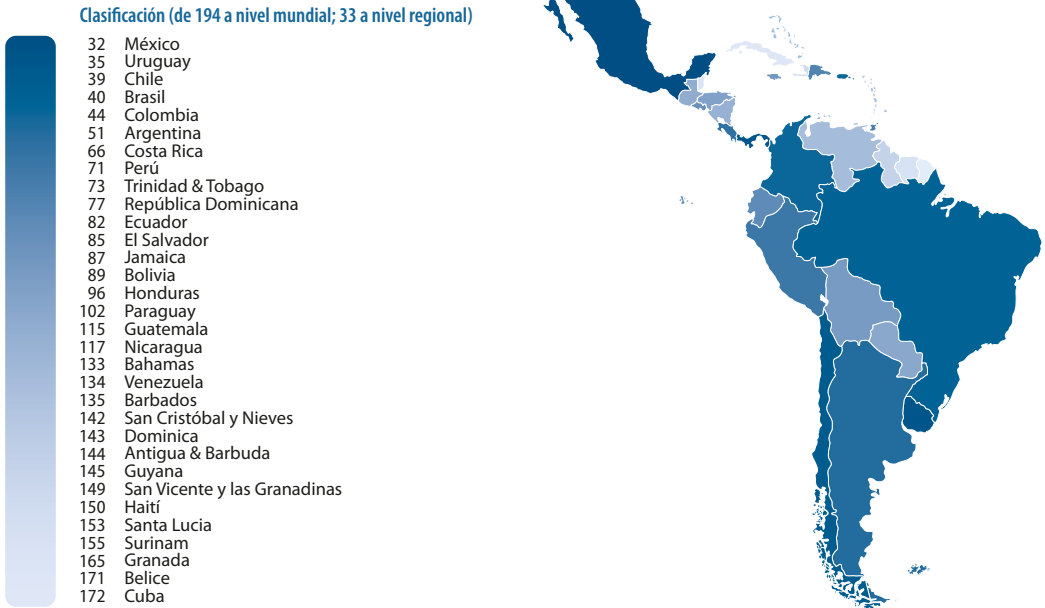 Clasificación (de 194 a nivel mundial; 33 a nivel regional)
32 México
35 Uruguay
39 Chile
40 Brasil
44 Colombia
51 Argentina
66 Costa Rica
71 Perú
73 Trinidad & Tobago
77 República Dominicana
82 Ecuador
85 El Salvador
87 Jamaica
89 Bolivia
96 Honduras
102 Paraguay
115 Guatemala
117 Nicaragua
133 Bahamas
134 Venezuela
135 Barbados
142 San Cristóbal y Nieves
143 Dominica
144 Antigua & Barbuda
145 Guyana
149 San Vicente y las Granadinas
150 Haití
153 Santa Lucia
155 Surinam
165 Granada
171 Belice
172 Cuba